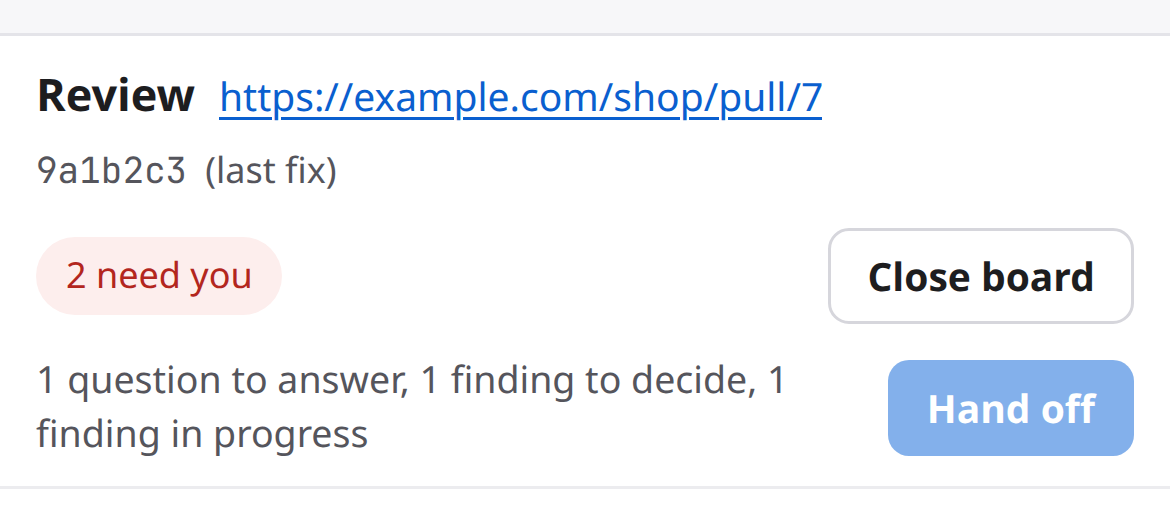 Review https://example.com/shop/pull/7
9a1b2c3 (last fix)
2 need you
Close board
1 question to answer, 1 finding to decide, 1
finding in progress
Hand off